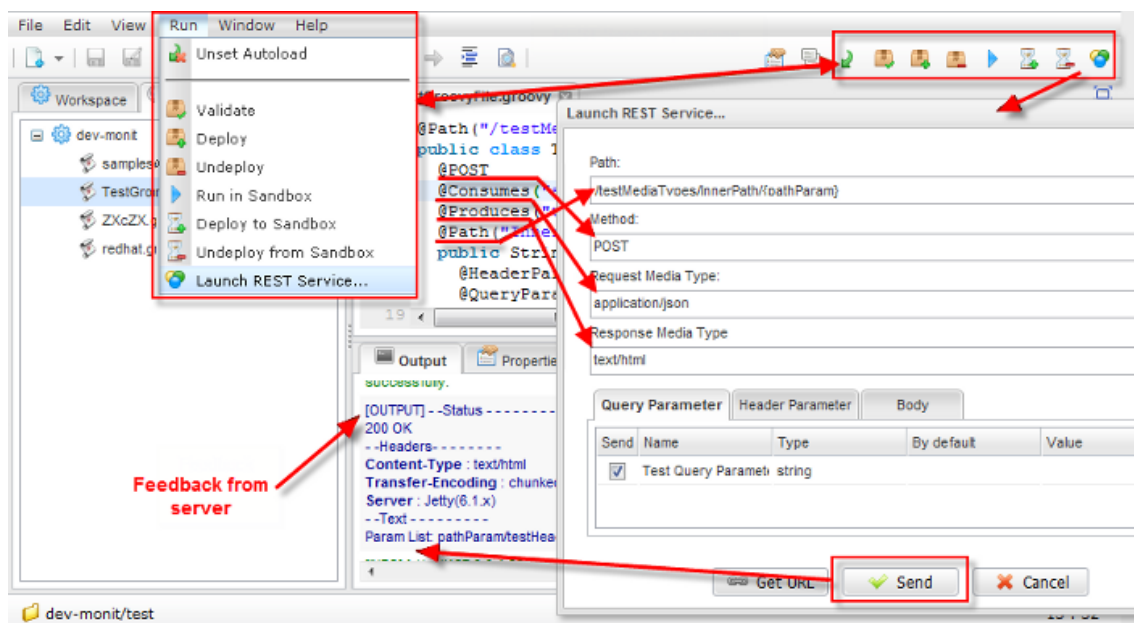 File Edit View Run Window Help
Unset Autoload
Validate
Deploy
Undeploy
Run in Sandbox
Deploy to Sandbox
Undeploy from Sandbox
Launch REST Service...
Workspace
dev-monit
samples
TestGro
ZXcZX.g
redhat.g
@Path("/testMe
public class
@POST
@Consumes("
@Produces("
@Path("Inner
public Strin
@HeaderPar
@QueryPara
19
Launch REST Service...
Path:
/testMediaTypes/InnerPath/{pathParam}
Method:
POST
Request Media Type:
application/json
Response Media Type
text/html
Query Parameter Header Parameter Body
Send Name Type By default Value
Test Query Paramet string
Get URL Send Cancel
Output Propertie
successfully.
[OUTPUT] - -Status - - - - - - - -
200 OK
- -Headers- - - - - - - -
Content-Type : text/html
Transfer-Encoding : chunked
Server : Jetty(6.1.x)
- -Text - - - - - - - - -
Param List: pathParam/testHea
Feedback from
server
dev-monit/test